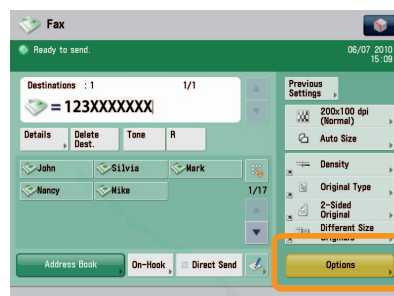 Fax
Ready to send.
06/07 2010
15:09
Destinations : 1
1/1
= 123XXXXXXX
Details
Delete
Dest.
Tone
R
John
Silvia
Mark
Nancy
Mike
1/17
Address Book
On-Hook
Direct Send
Previous
Settings
200x100 dpi
(Normal)
Auto Size
Density
Original Type
2-Sided
Original
Different Size
Originals
Options